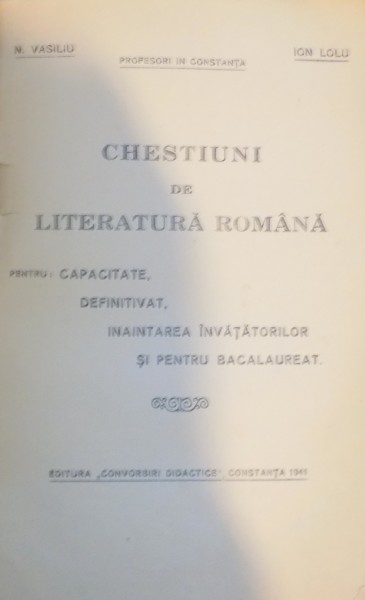 N. VASILIU
ION LOLU
PROFESORI IN CONSTANȚA
CHESTIUNI
DE
LITERATURĂ ROMÂNĂ
PENTRU: CAPACITATE,
DEFINITIVAT,
INAINTAREA ÎNVĂȚĂTORILOR
ȘI PENTRU BACALAUREAT.
EDITURA „CONVORBIRI DIDACTICE”, CONSTANȚA 1941